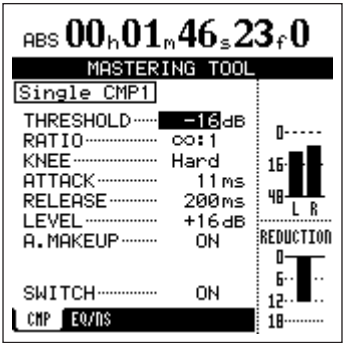 ABS 00h01m46s23f0
MASTERING TOOL
Single CMP1
THRESHOLD -16dB
RATIO ∞:1
KNEE Hard
ATTACK 11ms
RELEASE 200ms
LEVEL +16dB
A.MAKEUP ON
SWITCH ON
CMP EQ/NS
0
16
48
L R
REDUCTION
0
6
12
18